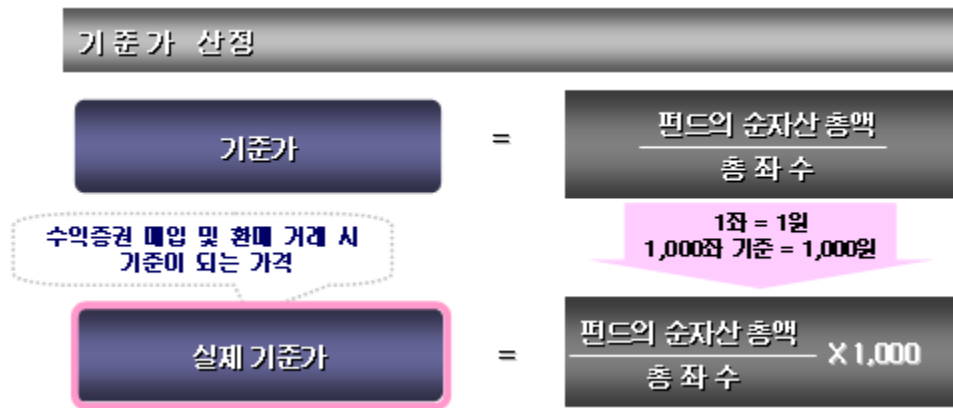 기준가 산정
기준가
=
펀드의 순자산 총액
총 좌 수
수익증권 매입 및 환매 거래 시
기준이 되는 가격
1좌 = 1원
1,000좌 기준 = 1,000원
실제 기준가
=
펀드의 순자산 총액
총 좌 수
X 1,000